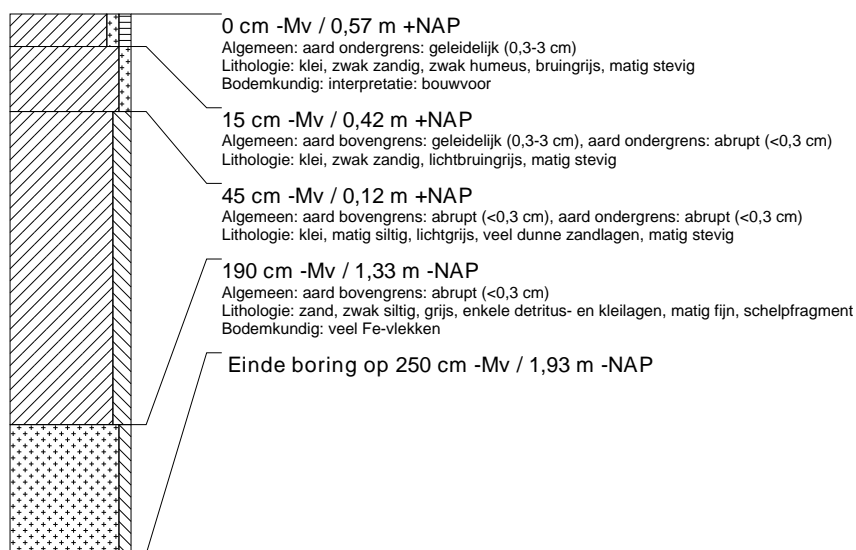 0 cm -Mv / 0,57 m +NAP
Algemeen: aard ondergrens: geleidelijk (0,3-3 cm)
Lithologie: klei, zwak zandig, zwak humeus, bruingrijs, matig stevig
Bodemkundig: interpretatie: bouwvoor
15 cm -Mv / 0,42 m +NAP
Algemeen: aard bovengrens: geleidelijk (0,3-3 cm), aard ondergrens: abrupt (<0,3 cm)
Lithologie: klei, zwak zandig, lichtbruingrijs, matig stevig
45 cm -Mv / 0,12 m +NAP
Algemeen: aard bovengrens: abrupt (<0,3 cm), aard ondergrens: abrupt (<0,3 cm)
Lithologie: klei, matig siltig, lichtgrijs, veel dunne zandlagen, matig stevig
190 cm -Mv / 1,33 m -NAP
Algemeen: aard bovengrens: abrupt (<0,3 cm)
Lithologie: zand, zwak siltig, grijs, enkele detritus- en kleilagen, matig fijn, schelpfragment
Bodemkundig: veel Fe-vlekken
Einde boring op 250 cm -Mv / 1,93 m -NAP